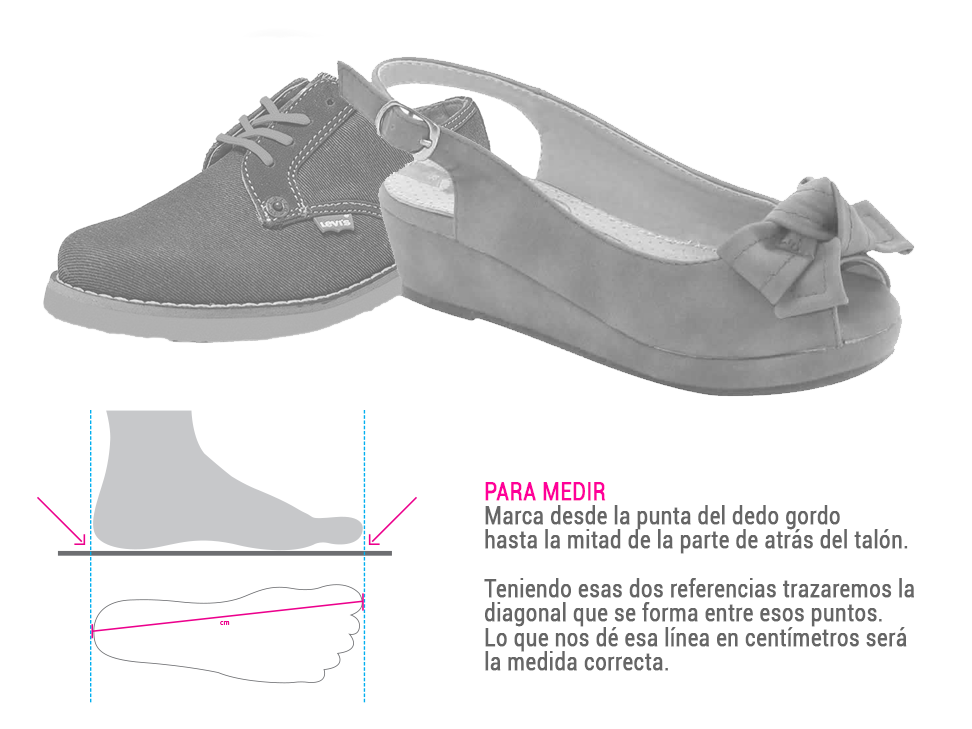 Levi's
PARA MEDIR
Marca desde la punta del dedo gordo
hasta la mitad de la parte de atrás del talón.
Teniendo esas dos referencias trazaremos la
diagonal que se forma entre esos puntos.
Lo que nos dé esa línea en centímetros será
la medida correcta.
cm